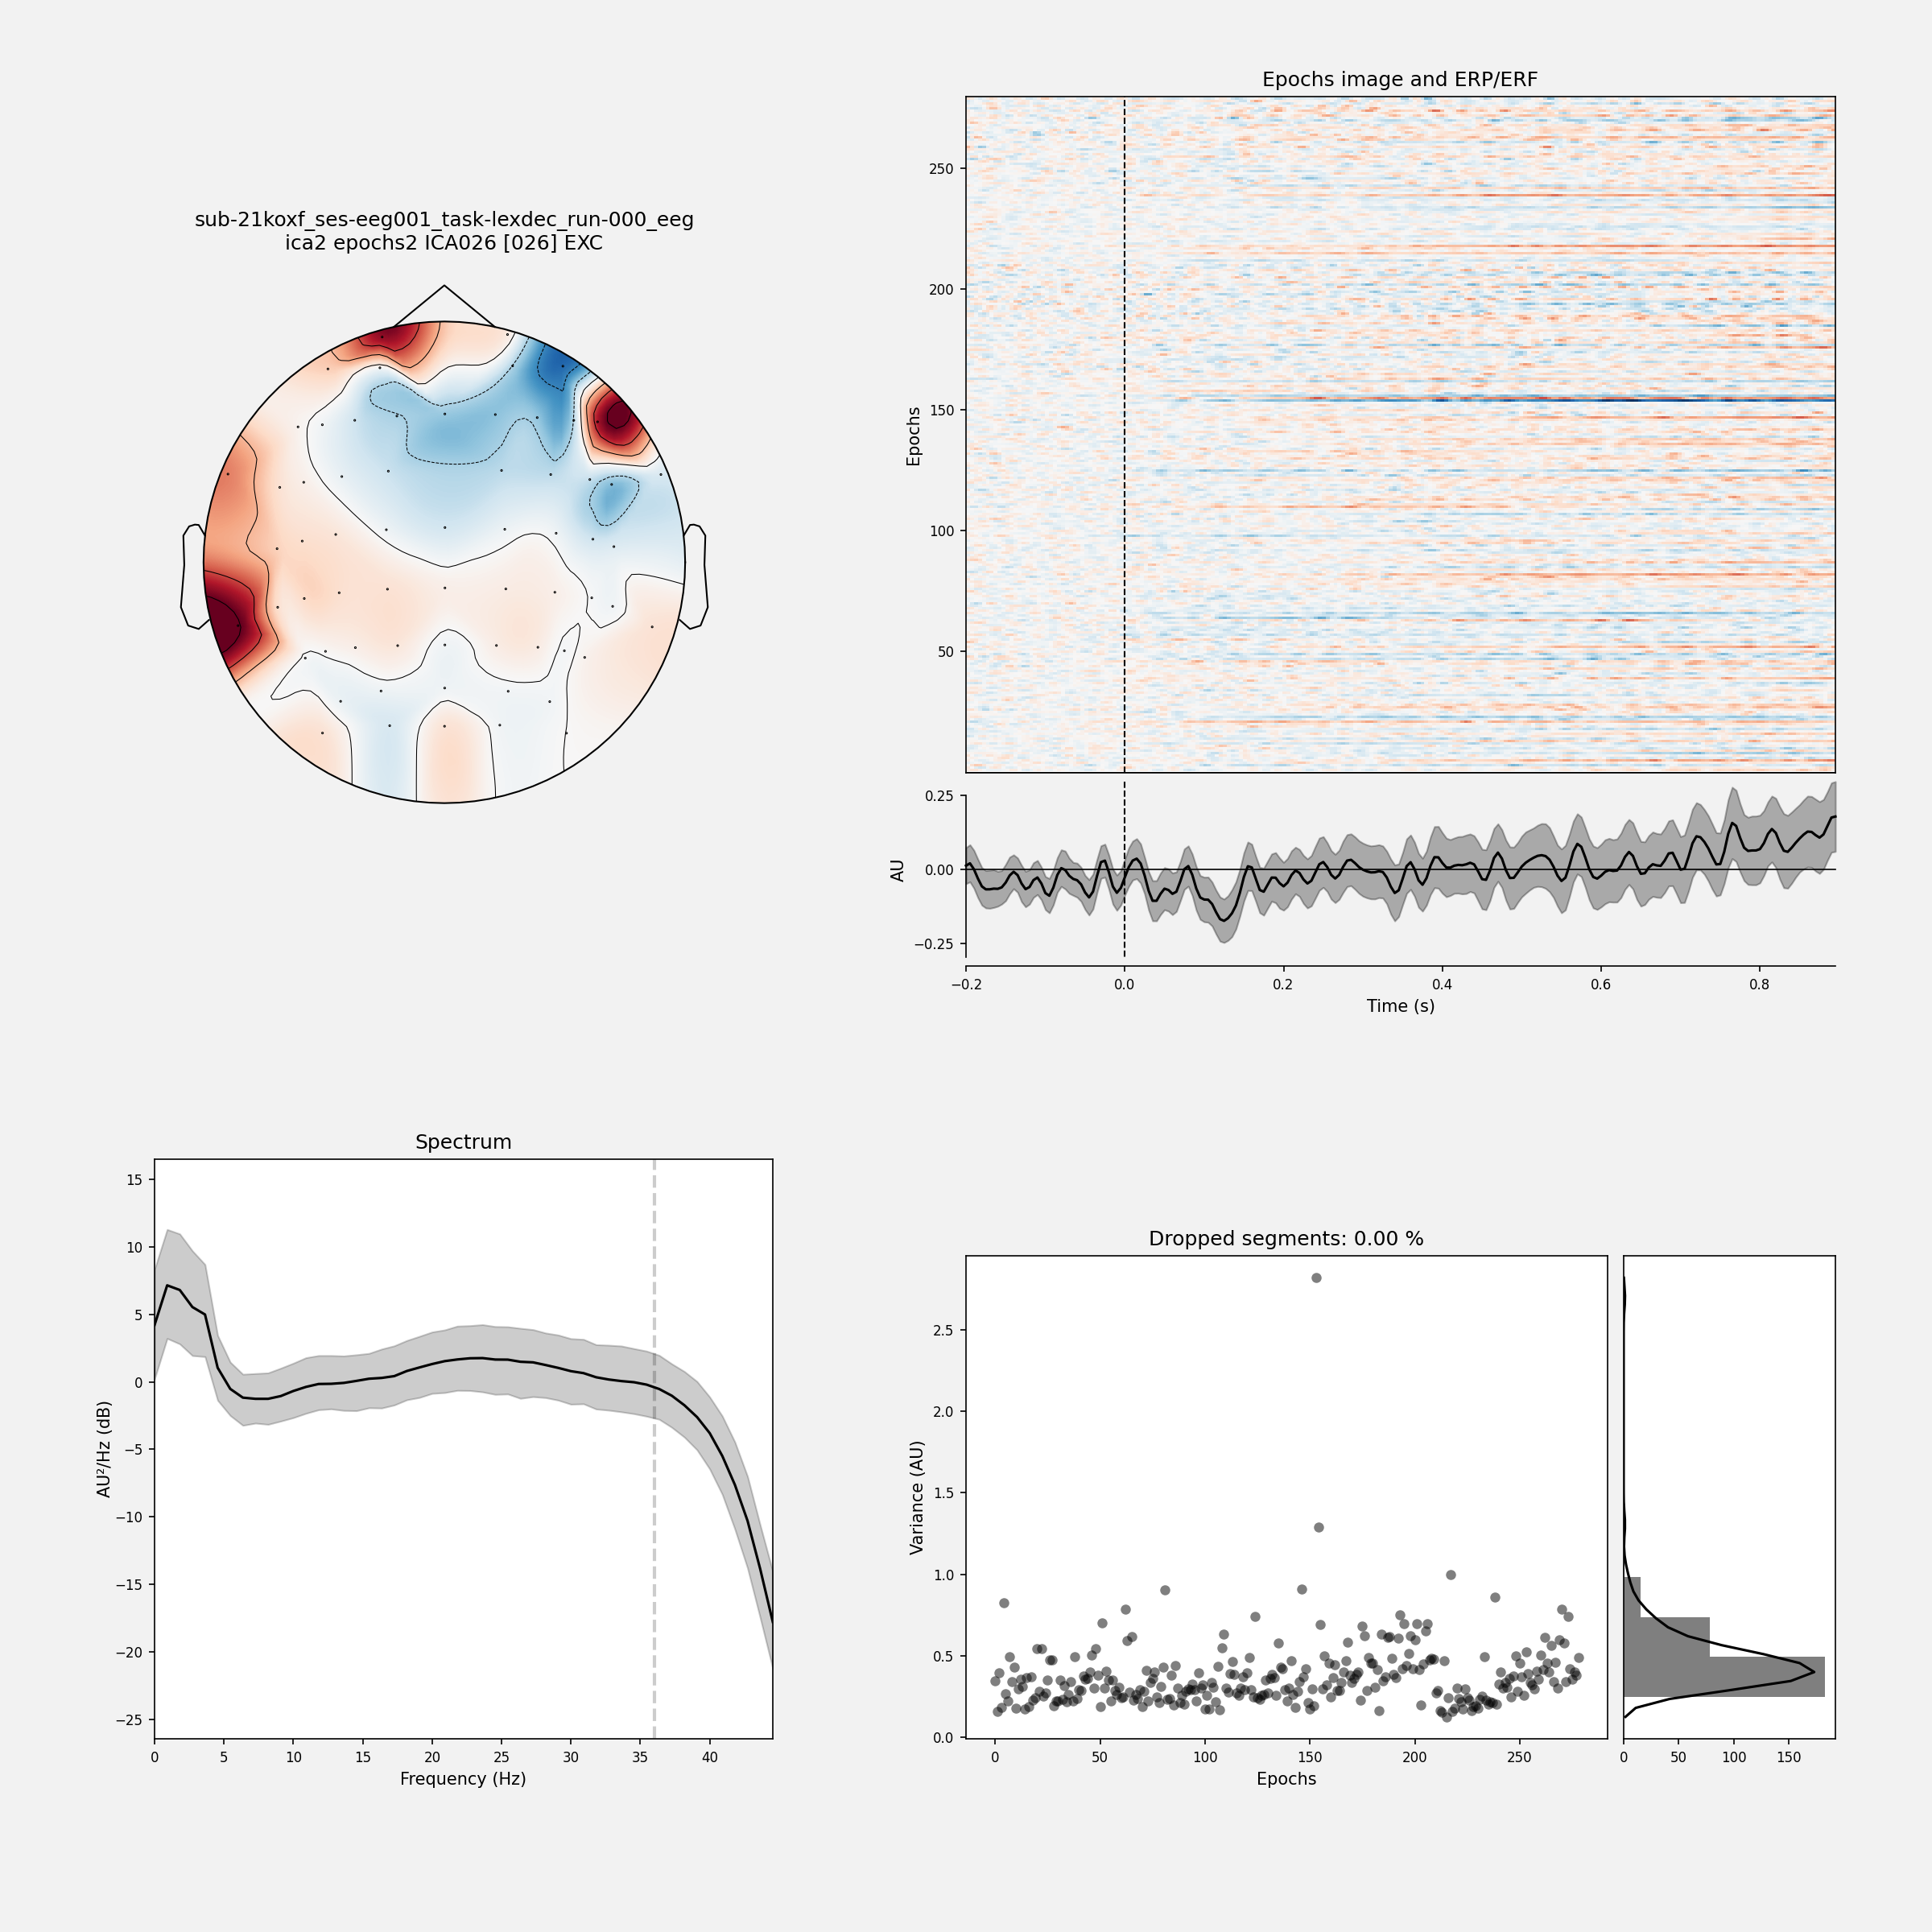 sub-21koxf_ses-eeg001_task-lexdec_run-000_eeg
ica2 epochs2 ICA026 [026] EXC
Epochs image and ERP/ERF
Epochs
250
200
150
100
50
AU
0.25
0.00
−0.25
−0.2 0.0 0.2 0.4 0.6 0.8
Time (s)
Spectrum
AU²/Hz (dB)
15
10
5
0
−5
−10
−15
−20
−25
0 5 10 15 20 25 30 35 40
Frequency (Hz)
Dropped segments: 0.00 %
Variance (AU)
2.5
2.0
1.5
1.0
0.5
0.0
0 50 100 150 200 250
Epochs
0 50 100 150